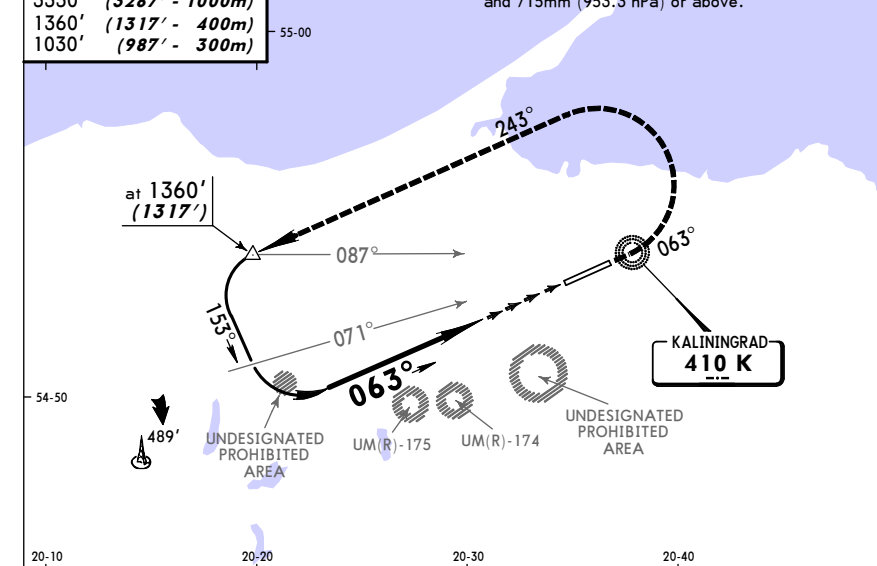 (3287' - 1000m)
1360' (1317' - 400m)
1030' (987' - 300m)
and 715mm (953.3 hPa) or above.
55-00
243°
at 1360'
(1317')
087°
063°
153°
071°
KALININGRAD
410 K
063°
54-50
489'
UNDESIGNATED
PROHIBITED
AREA
UM(R)-175
UM(R)-174
UNDESIGNATED
PROHIBITED
AREA
20-10
20-20
20-30
20-40